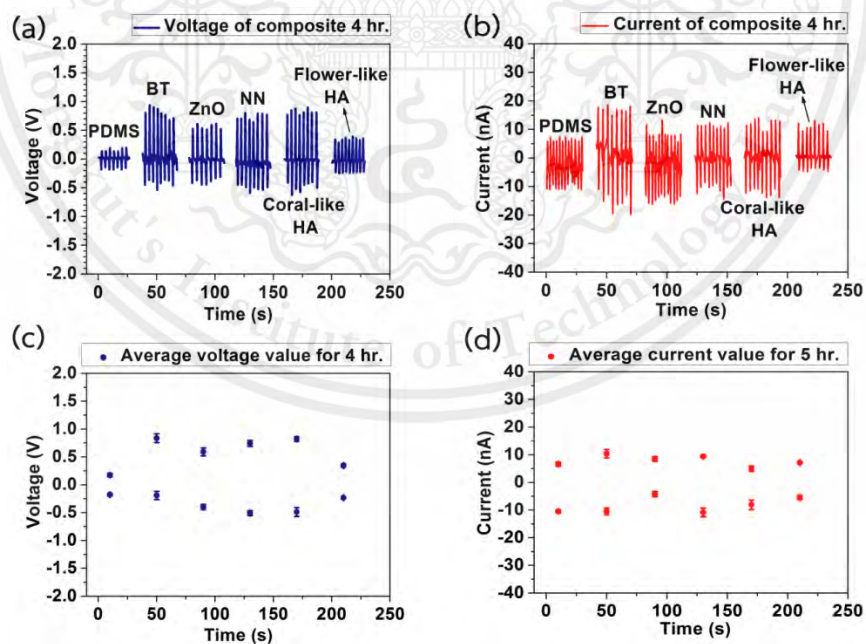 (a)
Voltage of composite 4 hr.
2.0
1.5
1.0
0.5
0.0
-0.5
-1.0
-1.5
-2.0
Voltage (V)
PDMS
BT
ZnO
NN
Flower-like
HA
Coral-like
HA
0 50 100 150 200 250
Time (s)
(b)
Current of composite 4 hr.
40
30
20
10
0
-10
-20
-30
-40
Current (nA)
PDMS
BT
ZnO
NN
Flower-like
HA
Coral-like
HA
0 50 100 150 200 250
Time (s)
(c)
Average voltage value for 4 hr.
2.0
1.5
1.0
0.5
0.0
-0.5
-1.0
-1.5
-2.0
Voltage (V)
0 50 100 150 200 250
Time (s)
(d)
Average current value for 5 hr.
40
30
20
10
0
-10
-20
-30
-40
Current (nA)
0 50 100 150 200 250
Time (s)
's Institute of Technology